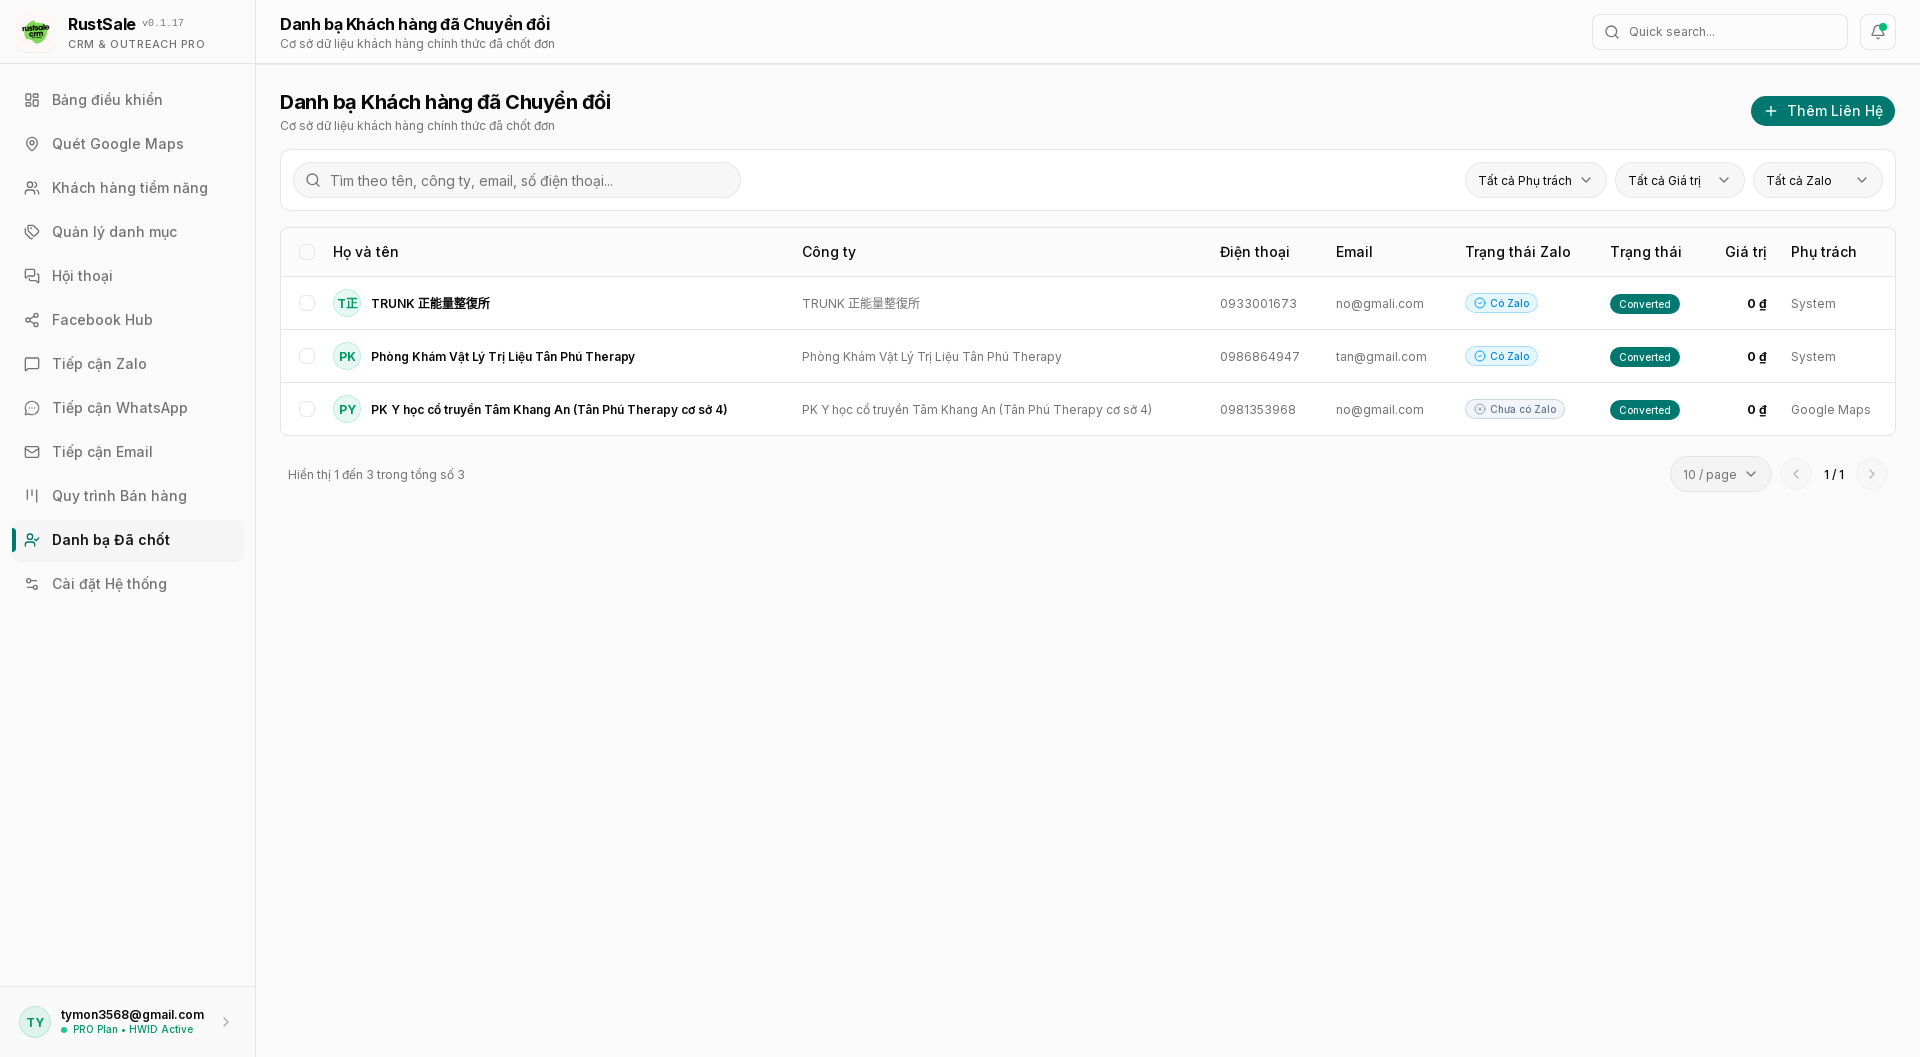 rustsale
crm
RustSale v0.1.17
CRM & OUTREACH PRO
Bảng điều khiển
Quét Google Maps
Khách hàng tiềm năng
Quản lý danh mục
Hội thoại
Facebook Hub
Tiếp cận Zalo
Tiếp cận WhatsApp
Tiếp cận Email
Quy trình Bán hàng
Danh bạ Đã chốt
Cài đặt Hệ thống
TY
tymon3568@gmail.com
PRO Plan • HWID Active
Danh bạ Khách hàng đã Chuyển đổi
Cơ sở dữ liệu khách hàng chính thức đã chốt đơn
Quick search...
Danh bạ Khách hàng đã Chuyển đổi
Cơ sở dữ liệu khách hàng chính thức đã chốt đơn
Thêm Liên Hệ
Tìm theo tên, công ty, email, số điện thoại...
Tất cả Phụ trách
Tất cả Giá trị
Tất cả Zalo
Họ và tên Công ty Điện thoại Email Trạng thái Zalo Trạng thái Giá trị Phụ trách
T正 TRUNK 正能量整復所 TRUNK 正能量整復所 0933001673 no@gmali.com Có Zalo Converted 0 ₫ System
PK Phòng Khám Vật Lý Trị Liệu Tân Phú Therapy Phòng Khám Vật Lý Trị Liệu Tân Phú Therapy 0986864947 tan@gmail.com Có Zalo Converted 0 ₫ System
PY PK Y học cổ truyền Tâm Khang An (Tân Phú Therapy cơ sở 4) PK Y học cổ truyền Tâm Khang An (Tân Phú Therapy cơ sở 4) 0981353968 no@gmail.com Chưa có Zalo Converted 0 ₫ Google Maps
Hiển thị 1 đến 3 trong tổng số 3
10 / page
1 / 1